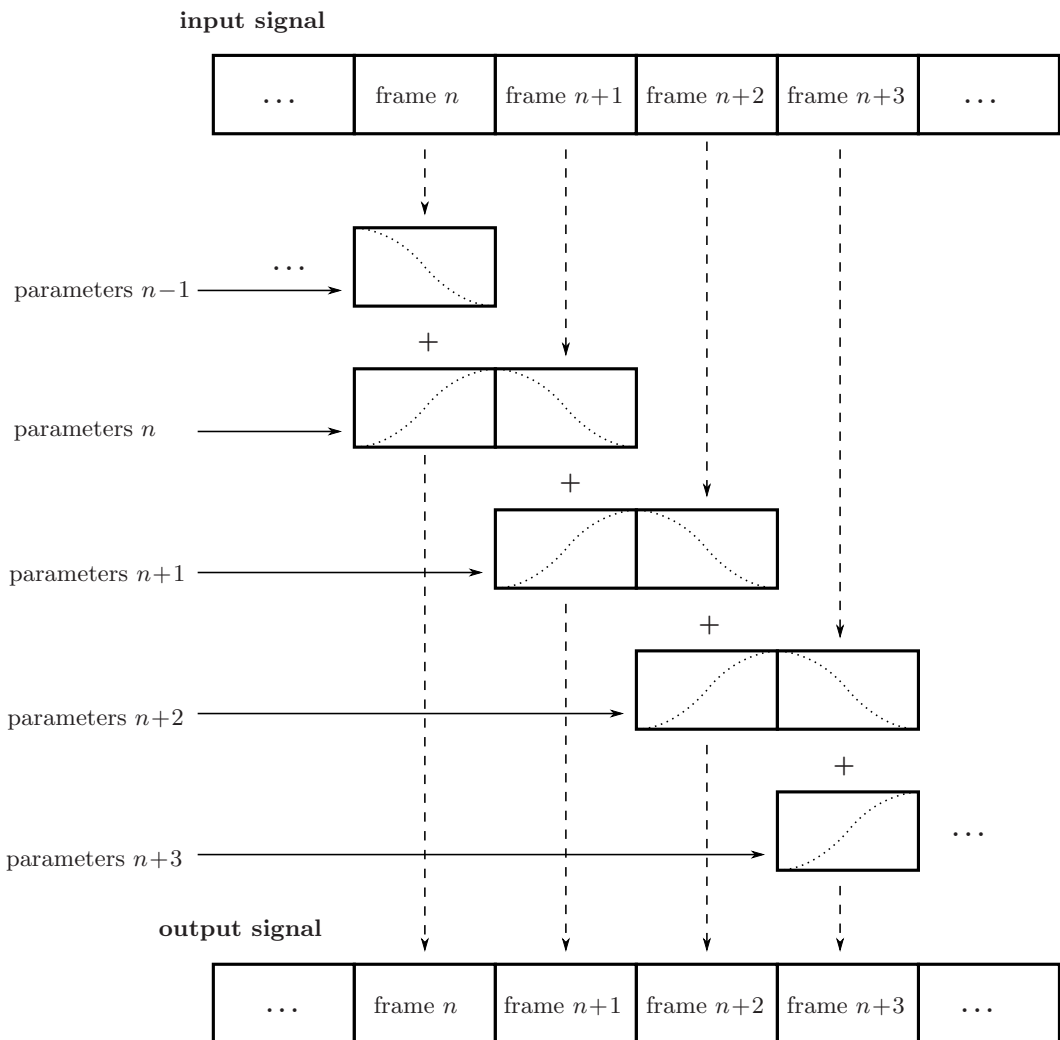 input signal
... frame n frame n+1 frame n+2 frame n+3 ...
...
parameters n−1
+
parameters n
+
parameters n+1
+
parameters n+2
+
...
parameters n+3
output signal
... frame n frame n+1 frame n+2 frame n+3 ...